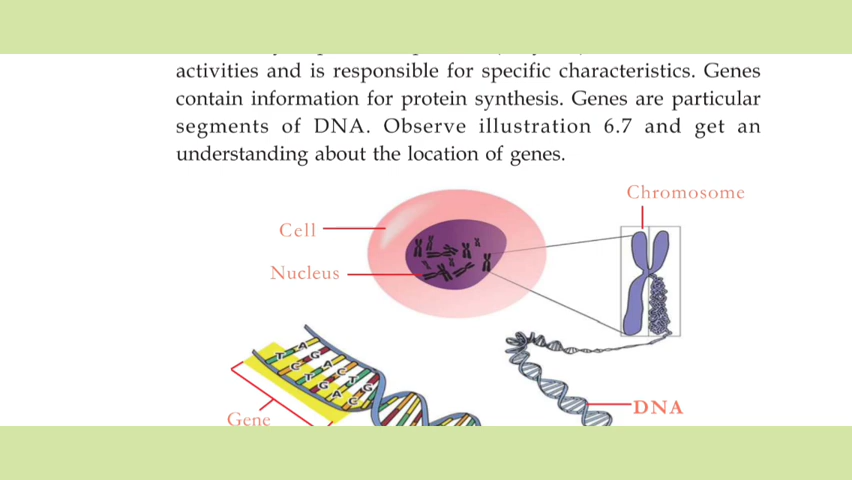 activities and is responsible for specific characteristics. Genes
contain information for protein synthesis. Genes are particular
segments of DNA. Observe illustration 6.7 and get an
understanding about the location of genes.
Chromosome
Cell
Nucleus
DNA
Gene